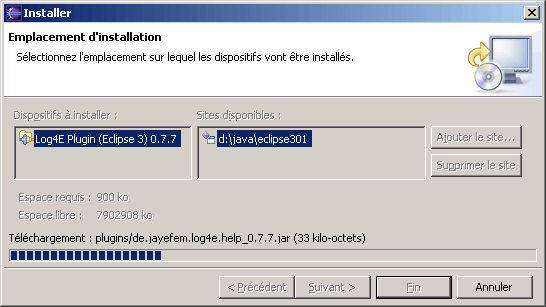 Installer
Emplacement d'installation
Sélectionnez l'emplacement sur lequel les dispositifs vont être installés.
Dispositifs à installer :
Sites disponibles :
Log4E Plugin (Eclipse 3) 0.7.7
d:\java\eclipse301
Ajouter le site...
Supprimer le site
Espace requis : 900 ko
Espace libre : 7902908 ko
Téléchargement : plugins/de.jayefem.log4e.help_0.7.7.jar (33 kilo-octets)
< Précédent
Suivant >
Fin
Annuler